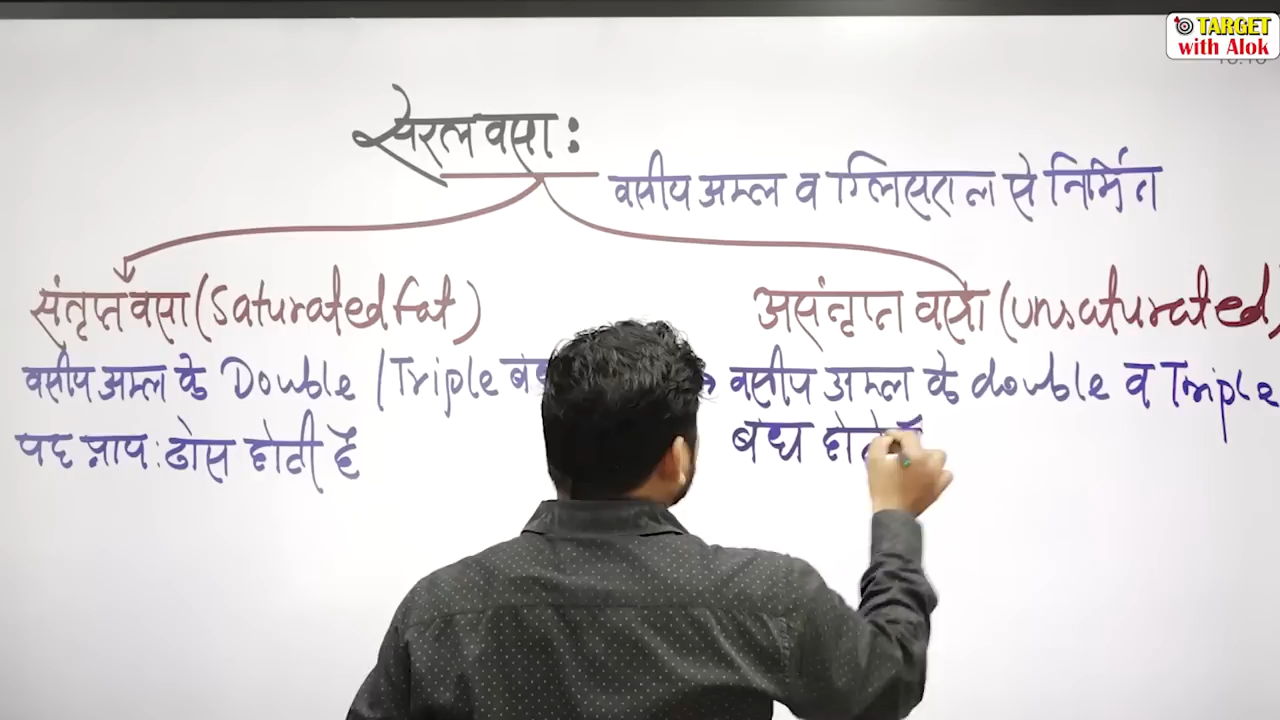 TARGET
with Alok
सरल वसा :
वसीय अम्ल व ग्लिसराल से निर्मित
संतृप्त वसा (Saturated fat)
असंतृप्त वसा (unsaturated)
वसीय अम्ल के Double / Triple
यह प्राय: ठोस होती है
वसीय अम्ल के double व Triple
बंध होते